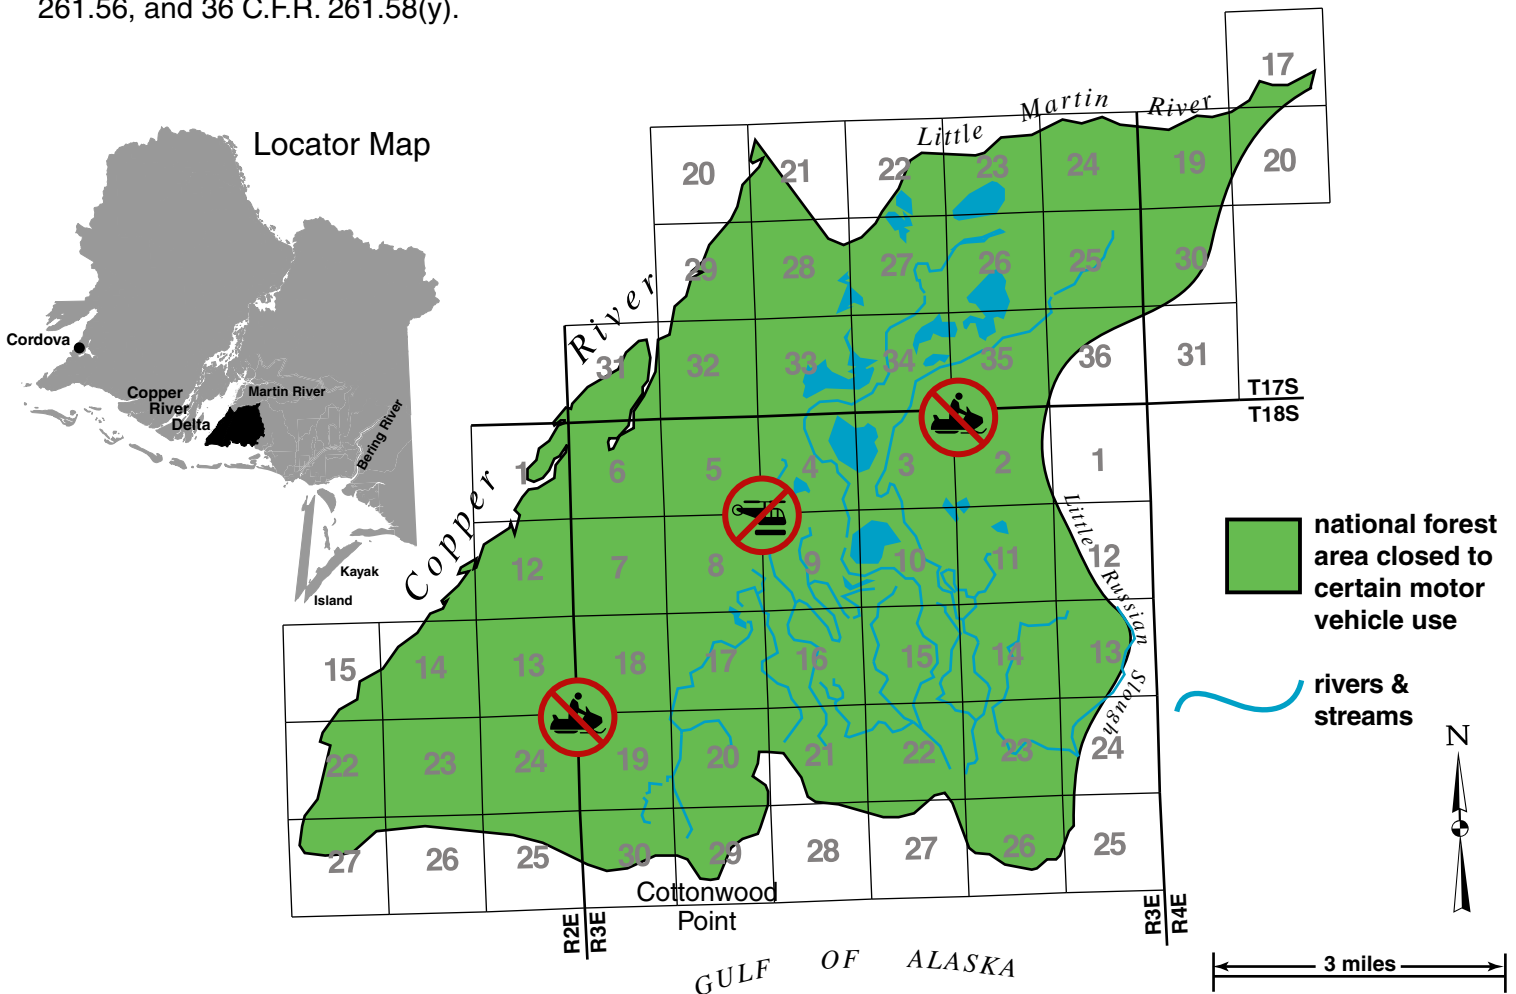 261.56, and 36 C.F.R. 261.58(y).
Locator Map
Cordova
Copper
River
Delta
Martin River
Bering River
Kayak
Island
Little Martin River
Copper River
17
20 21 22 23 24 19 20
29 28 27 26 25 30
31 32 33 34 35 36 31
T17S
T18S
1 6 5 4 3 2 1
12 7 8 9 10 11 12
Little Russian Slough
15 14 13 18 17 16 15 14 13
22 23 24 19 20 21 22 23 24
27 26 25 30 29 28 27 26 25
Cottonwood
Point
R2E
R3E
R3E
R4E
GULF OF ALASKA
national forest
area closed to
certain motor
vehicle use
rivers &
streams
N
3 miles